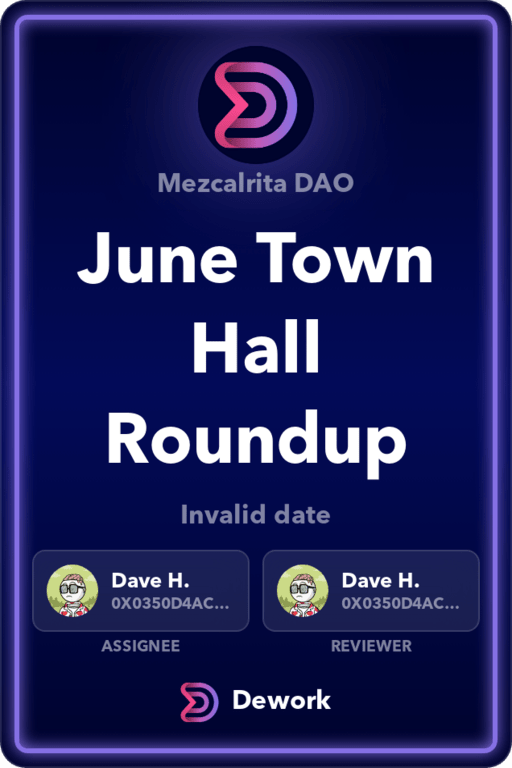 Mezcalrita DAO
June Town
Hall
Roundup
Invalid date
Dave H.
0X0350D4AC...
ASSIGNEE
Dave H.
0X0350D4AC...
REVIEWER
Dework